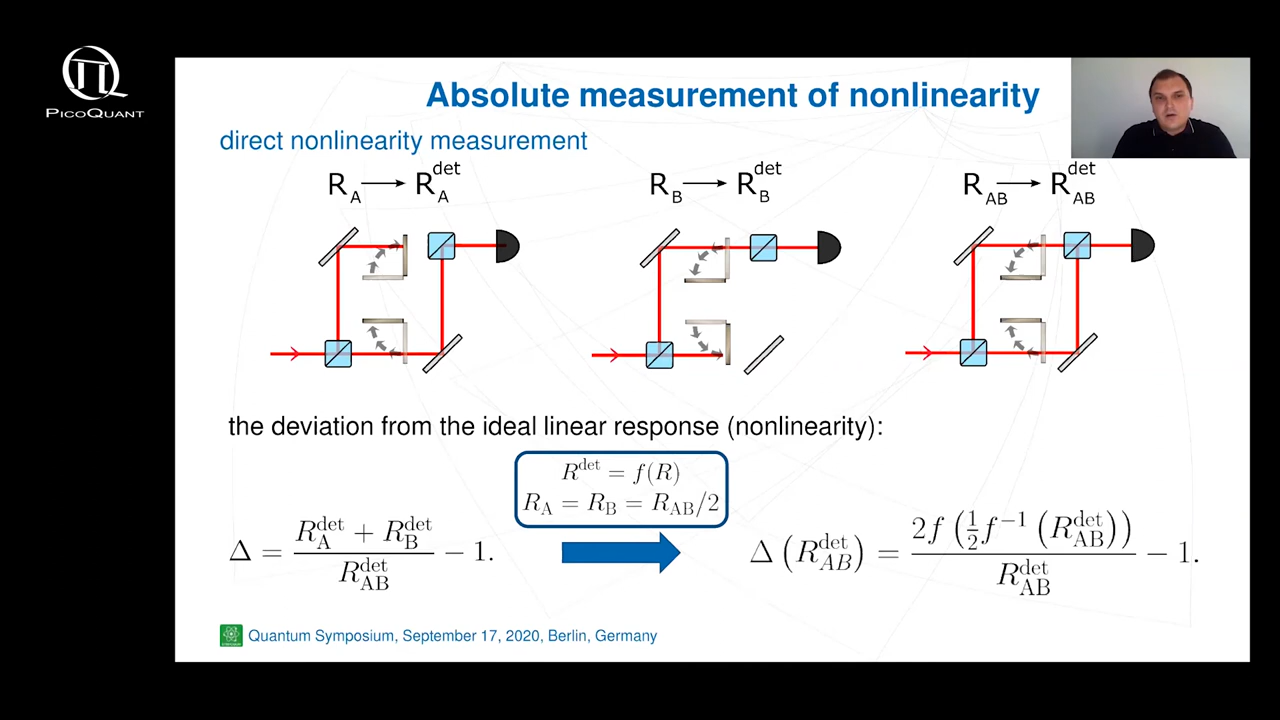 PICOQUANT
Absolute measurement of nonlinearity
direct nonlinearity measurement
R_A → R_A^det
R_B → R_B^det
R_AB → R_AB^det
the deviation from the ideal linear response (nonlinearity):
R^det = f(R)
R_A = R_B = R_AB/2
Δ = (R_A^det + R_B^det) / R_AB^det − 1.
Δ (R_AB^det) = 2f (½ f^−1 (R_AB^det)) / R_AB^det − 1.
Quantum Symposium, September 17, 2020, Berlin, Germany